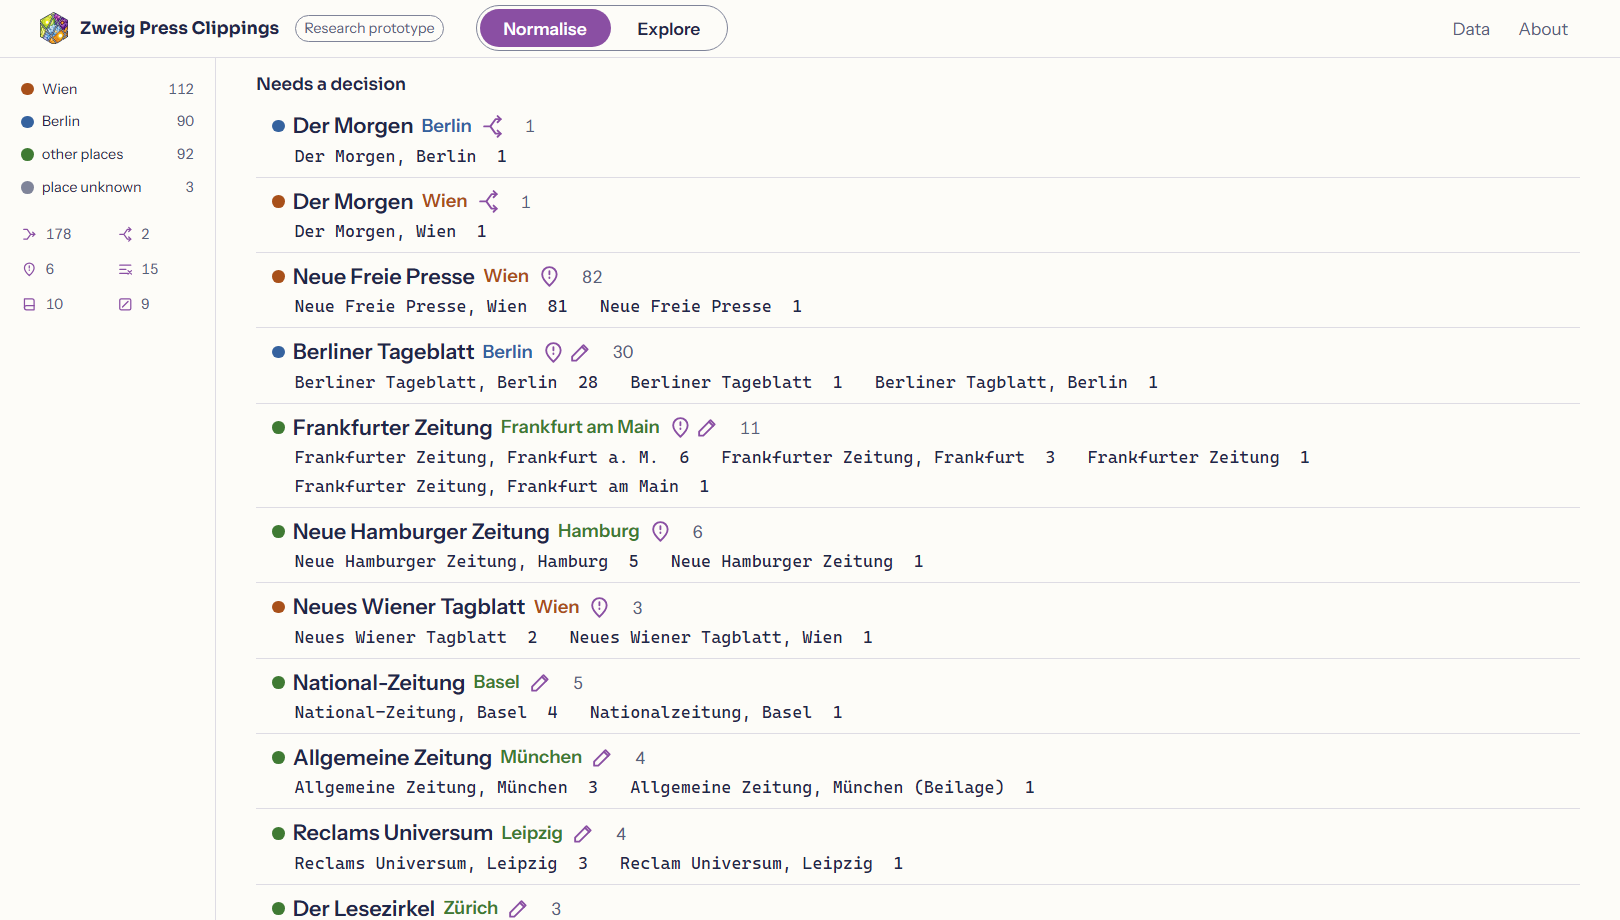 Zweig Press Clippings Research prototype Normalise Explore Data About
Wien 112
Berlin 90
other places 92
place unknown 3
178 2
6 15
10 9
Needs a decision
Der Morgen Berlin 1
Der Morgen, Berlin 1
Der Morgen Wien 1
Der Morgen, Wien 1
Neue Freie Presse Wien 82
Neue Freie Presse, Wien 81 Neue Freie Presse 1
Berliner Tageblatt Berlin 30
Berliner Tageblatt, Berlin 28 Berliner Tageblatt 1 Berliner Tagblatt, Berlin 1
Frankfurter Zeitung Frankfurt am Main 11
Frankfurter Zeitung, Frankfurt a. M. 6 Frankfurter Zeitung, Frankfurt 3 Frankfurter Zeitung 1
Frankfurter Zeitung, Frankfurt am Main 1
Neue Hamburger Zeitung Hamburg 6
Neue Hamburger Zeitung, Hamburg 5 Neue Hamburger Zeitung 1
Neues Wiener Tagblatt Wien 3
Neues Wiener Tagblatt 2 Neues Wiener Tagblatt, Wien 1
National-Zeitung Basel 5
National-Zeitung, Basel 4 Nationalzeitung, Basel 1
Allgemeine Zeitung München 4
Allgemeine Zeitung, München 3 Allgemeine Zeitung, München (Beilage) 1
Reclams Universum Leipzig 4
Reclams Universum, Leipzig 3 Reclam Universum, Leipzig 1
Der Lesezirkel Zürich 3